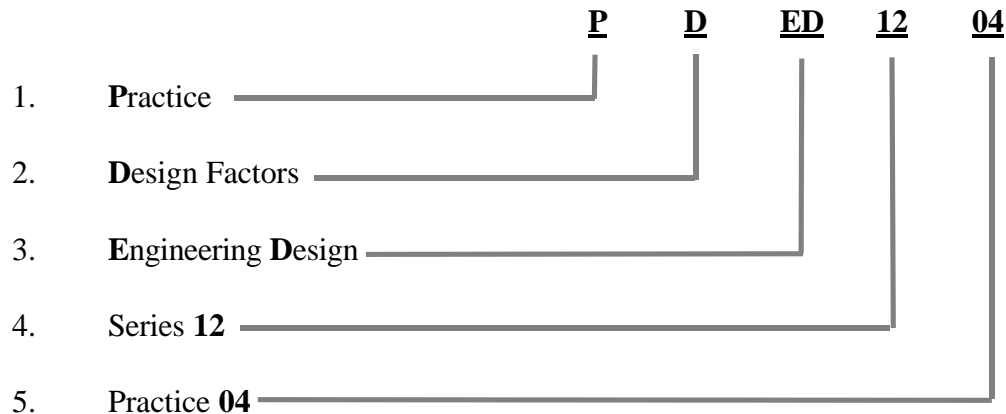 P D ED 12 04
1. Practice
2. Design Factors
3. Engineering Design
4. Series 12
5. Practice 04